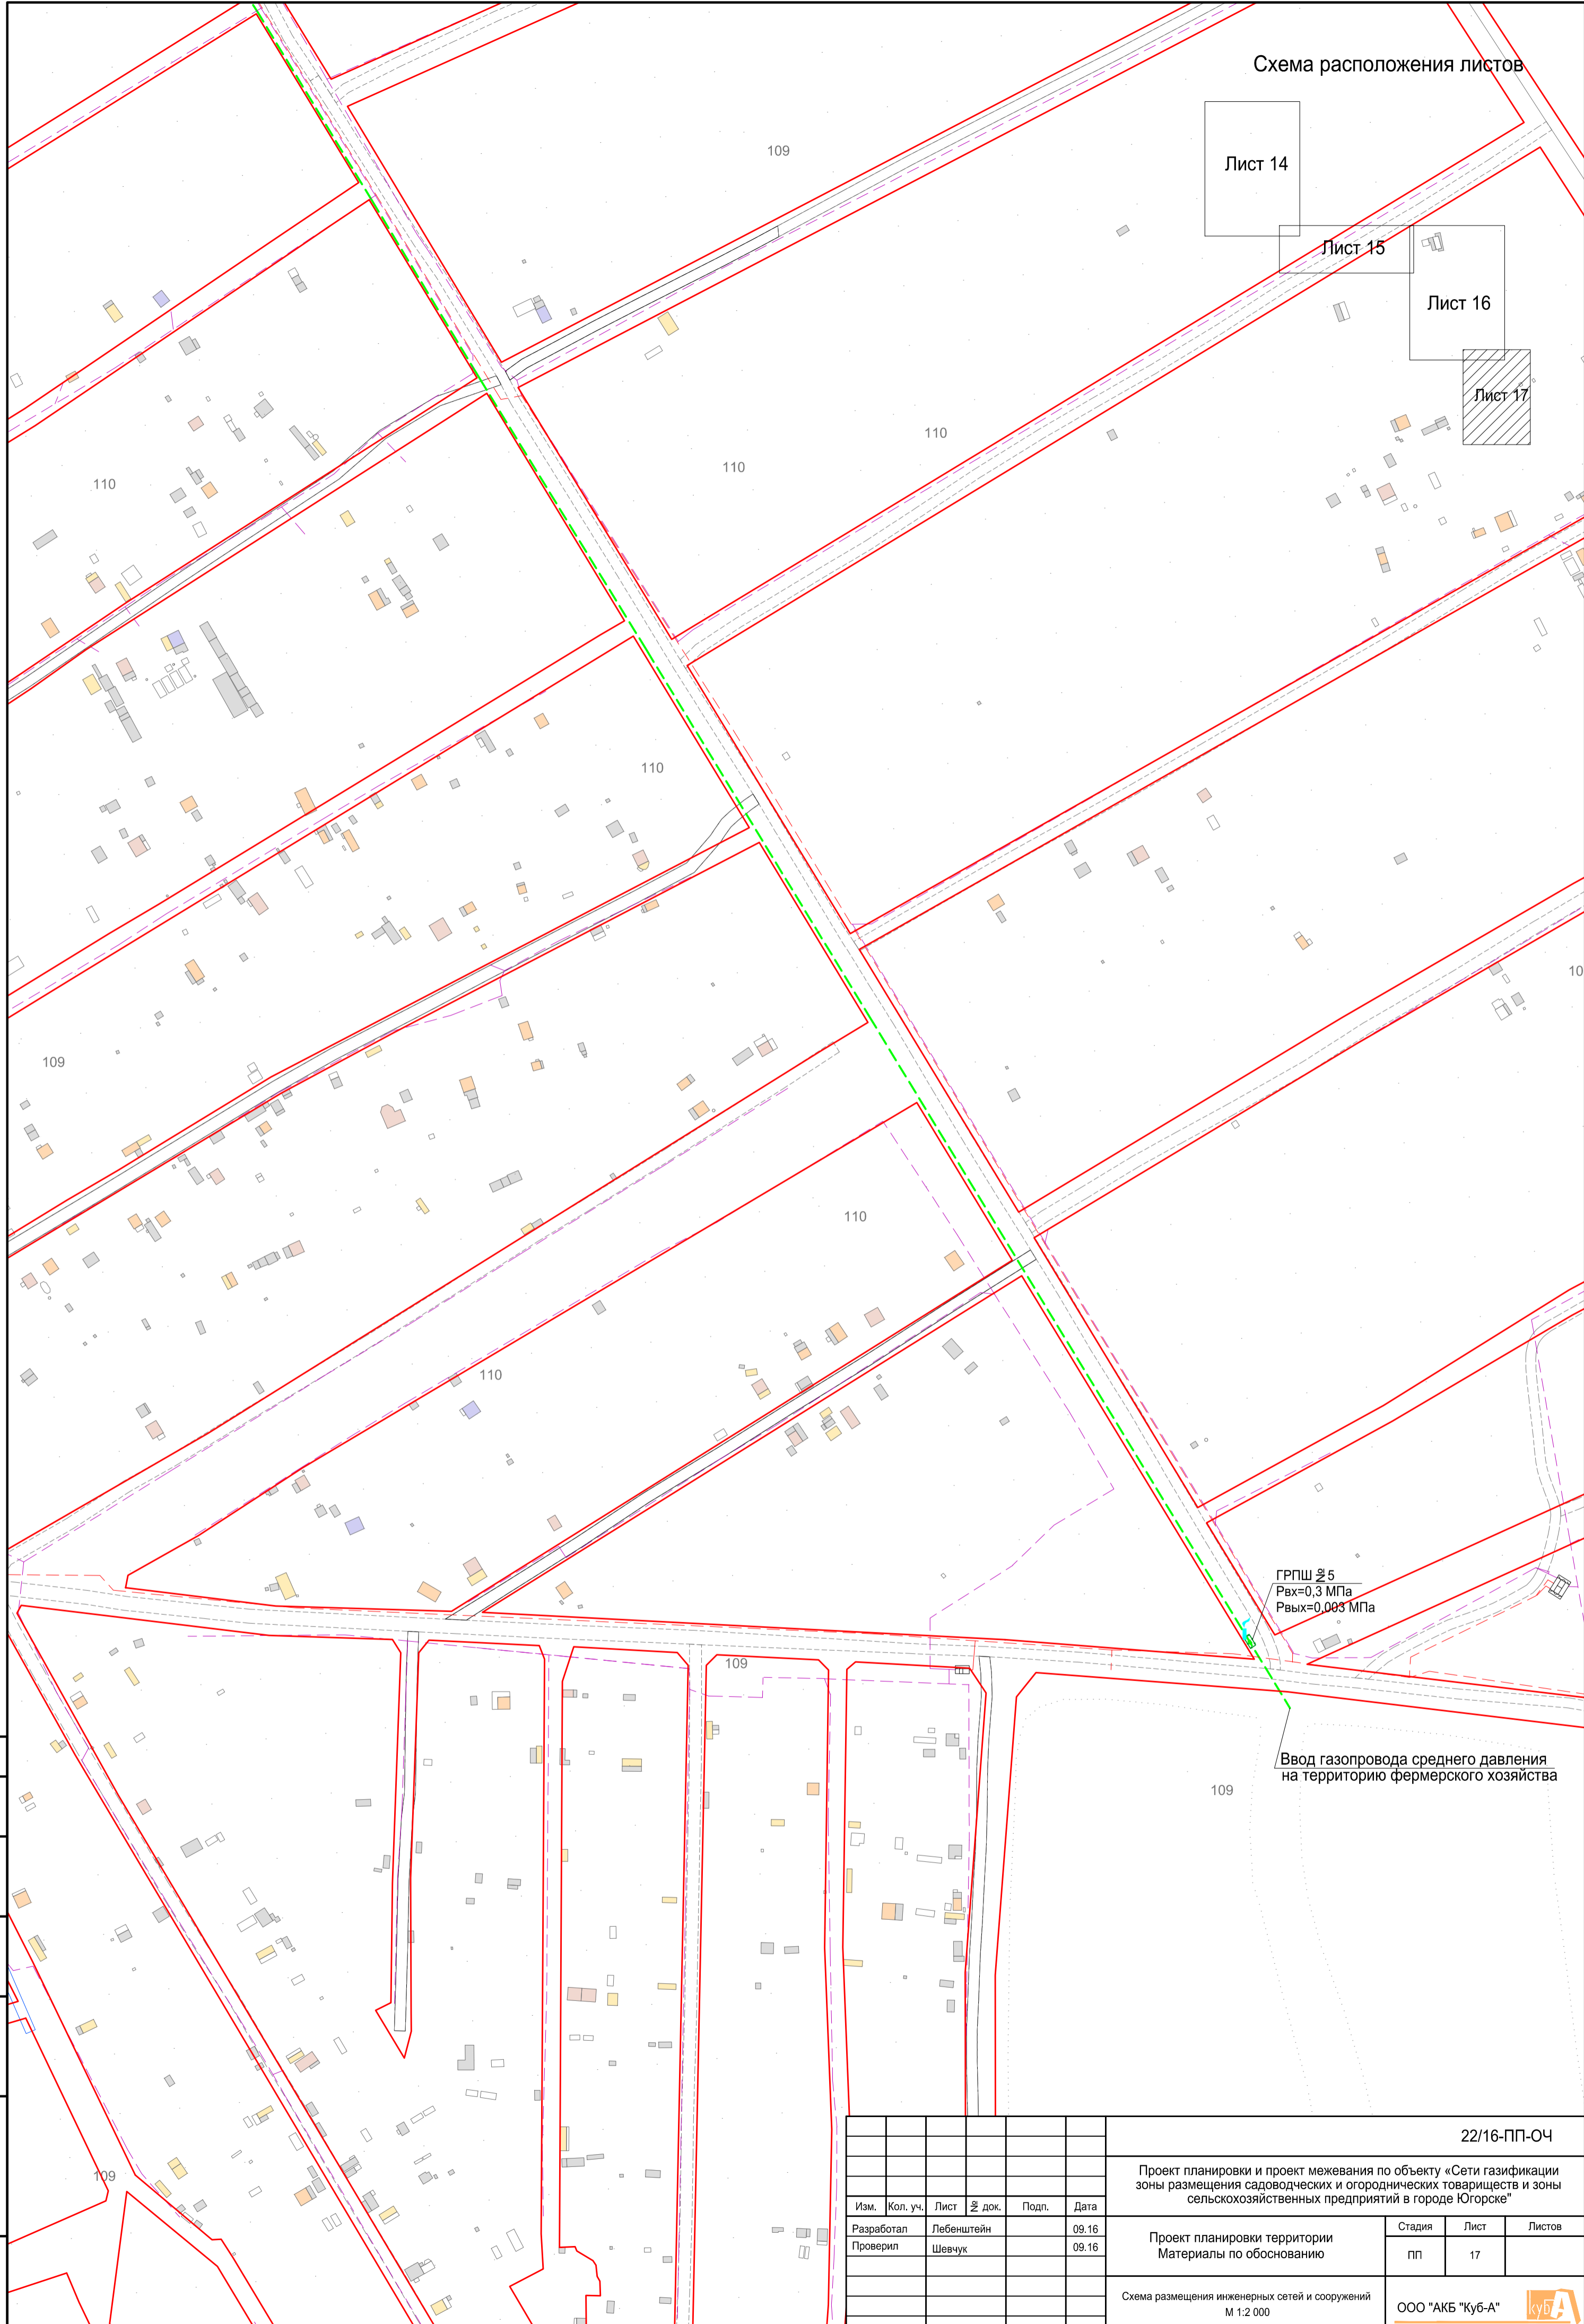 Схема расположения листов
109
Лист 14
Лист 15
Лист 16
Лист 17
110
110
110
110
109
10
110
110
ГРПШ №5
Рвх=0,3 МПа
Рвых=0,003 МПа
109
Ввод газопровода среднего давления
на территорию фермерского хозяйства
109
109
22/16-ПП-ОЧ
Проект планировки и проект межевания по объекту «Сети газификации
зоны размещения садоводческих и огороднических товариществ и зоны
сельскохозяйственных предприятий в городе Югорске"
Изм. Кол. уч. Лист № док. Подп. Дата
Разработал Лебенштейн 09.16
Проверил Шевчук 09.16
Проект планировки территории
Материалы по обоснованию
Стадия Лист Листов
ПП 17
Схема размещения инженерных сетей и сооружений
М 1:2 000
ООО "АКБ "Куб-А"
куб А